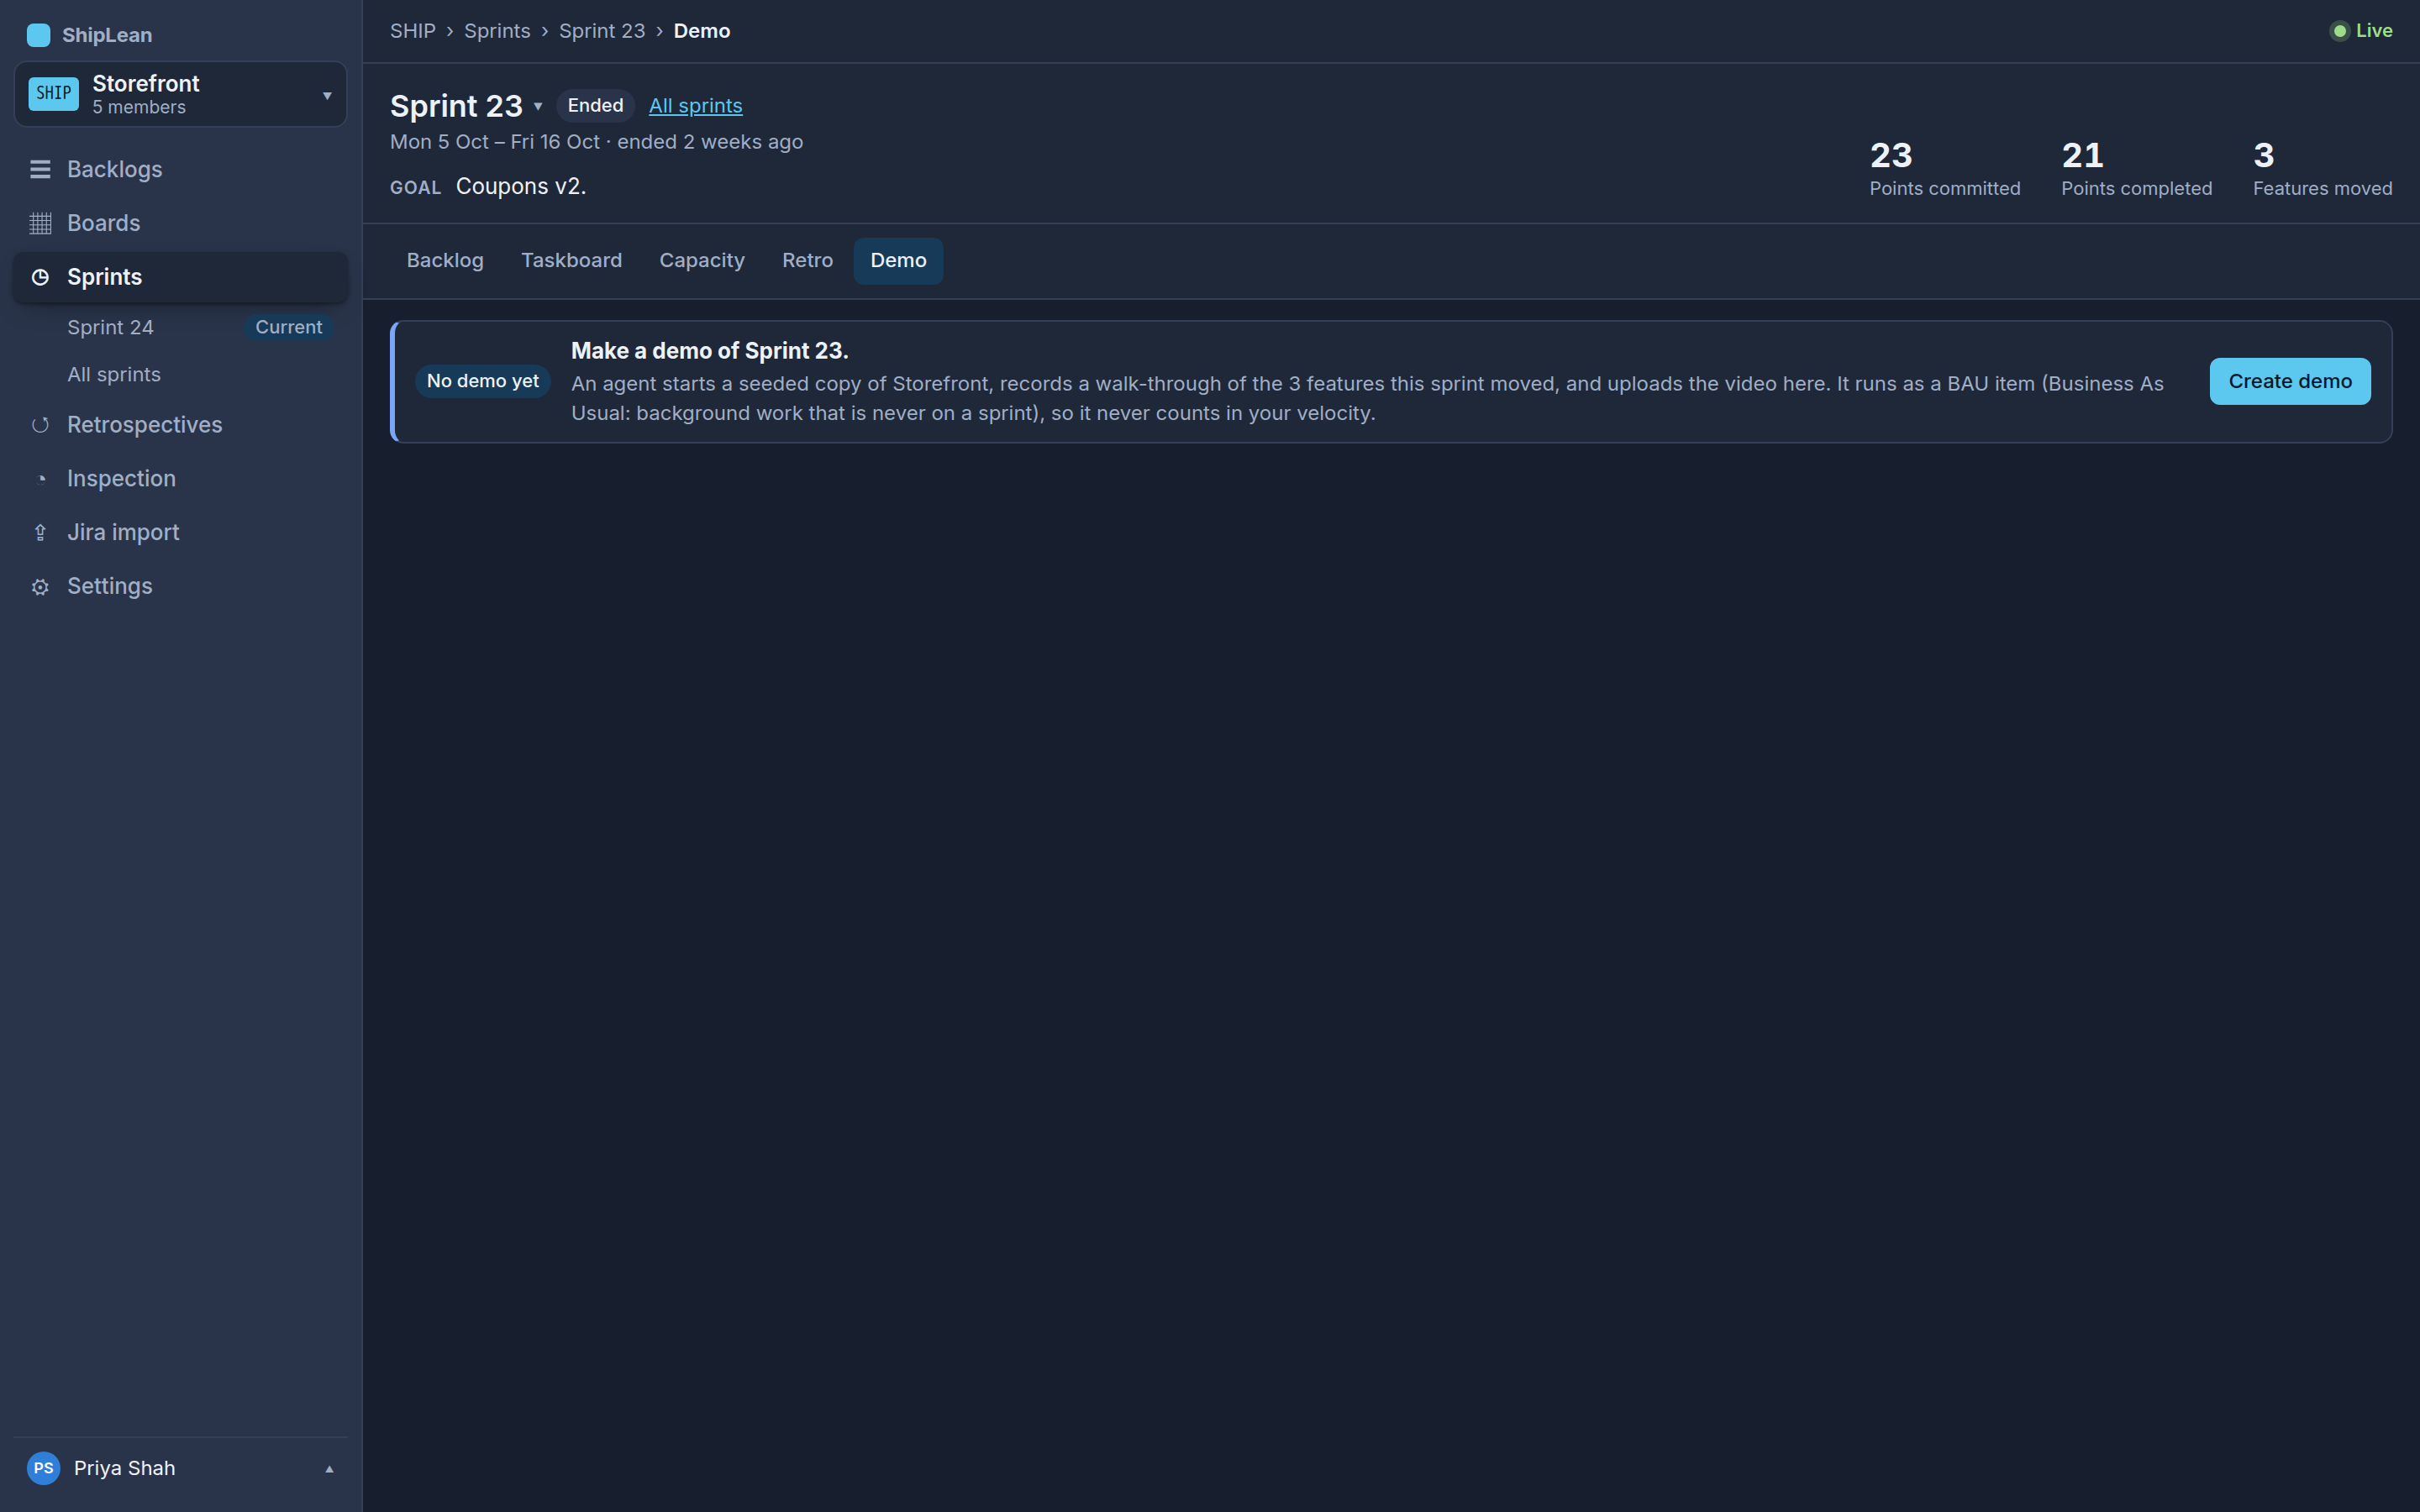 ShipLean
SHIP
Storefront
5 members
Backlogs
Boards
Sprints
Sprint 24
Current
All sprints
Retrospectives
Inspection
Jira import
Settings
PS
Priya Shah
SHIP › Sprints › Sprint 23 › Demo
Live
Sprint 23
Ended
All sprints
Mon 5 Oct – Fri 16 Oct · ended 2 weeks ago
GOAL Coupons v2.
23
Points committed
21
Points completed
3
Features moved
Backlog
Taskboard
Capacity
Retro
Demo
No demo yet
Make a demo of Sprint 23.
An agent starts a seeded copy of Storefront, records a walk-through of the 3 features this sprint moved, and uploads the video here. It runs as a BAU item (Business As
Usual: background work that is never on a sprint), so it never counts in your velocity.
Create demo